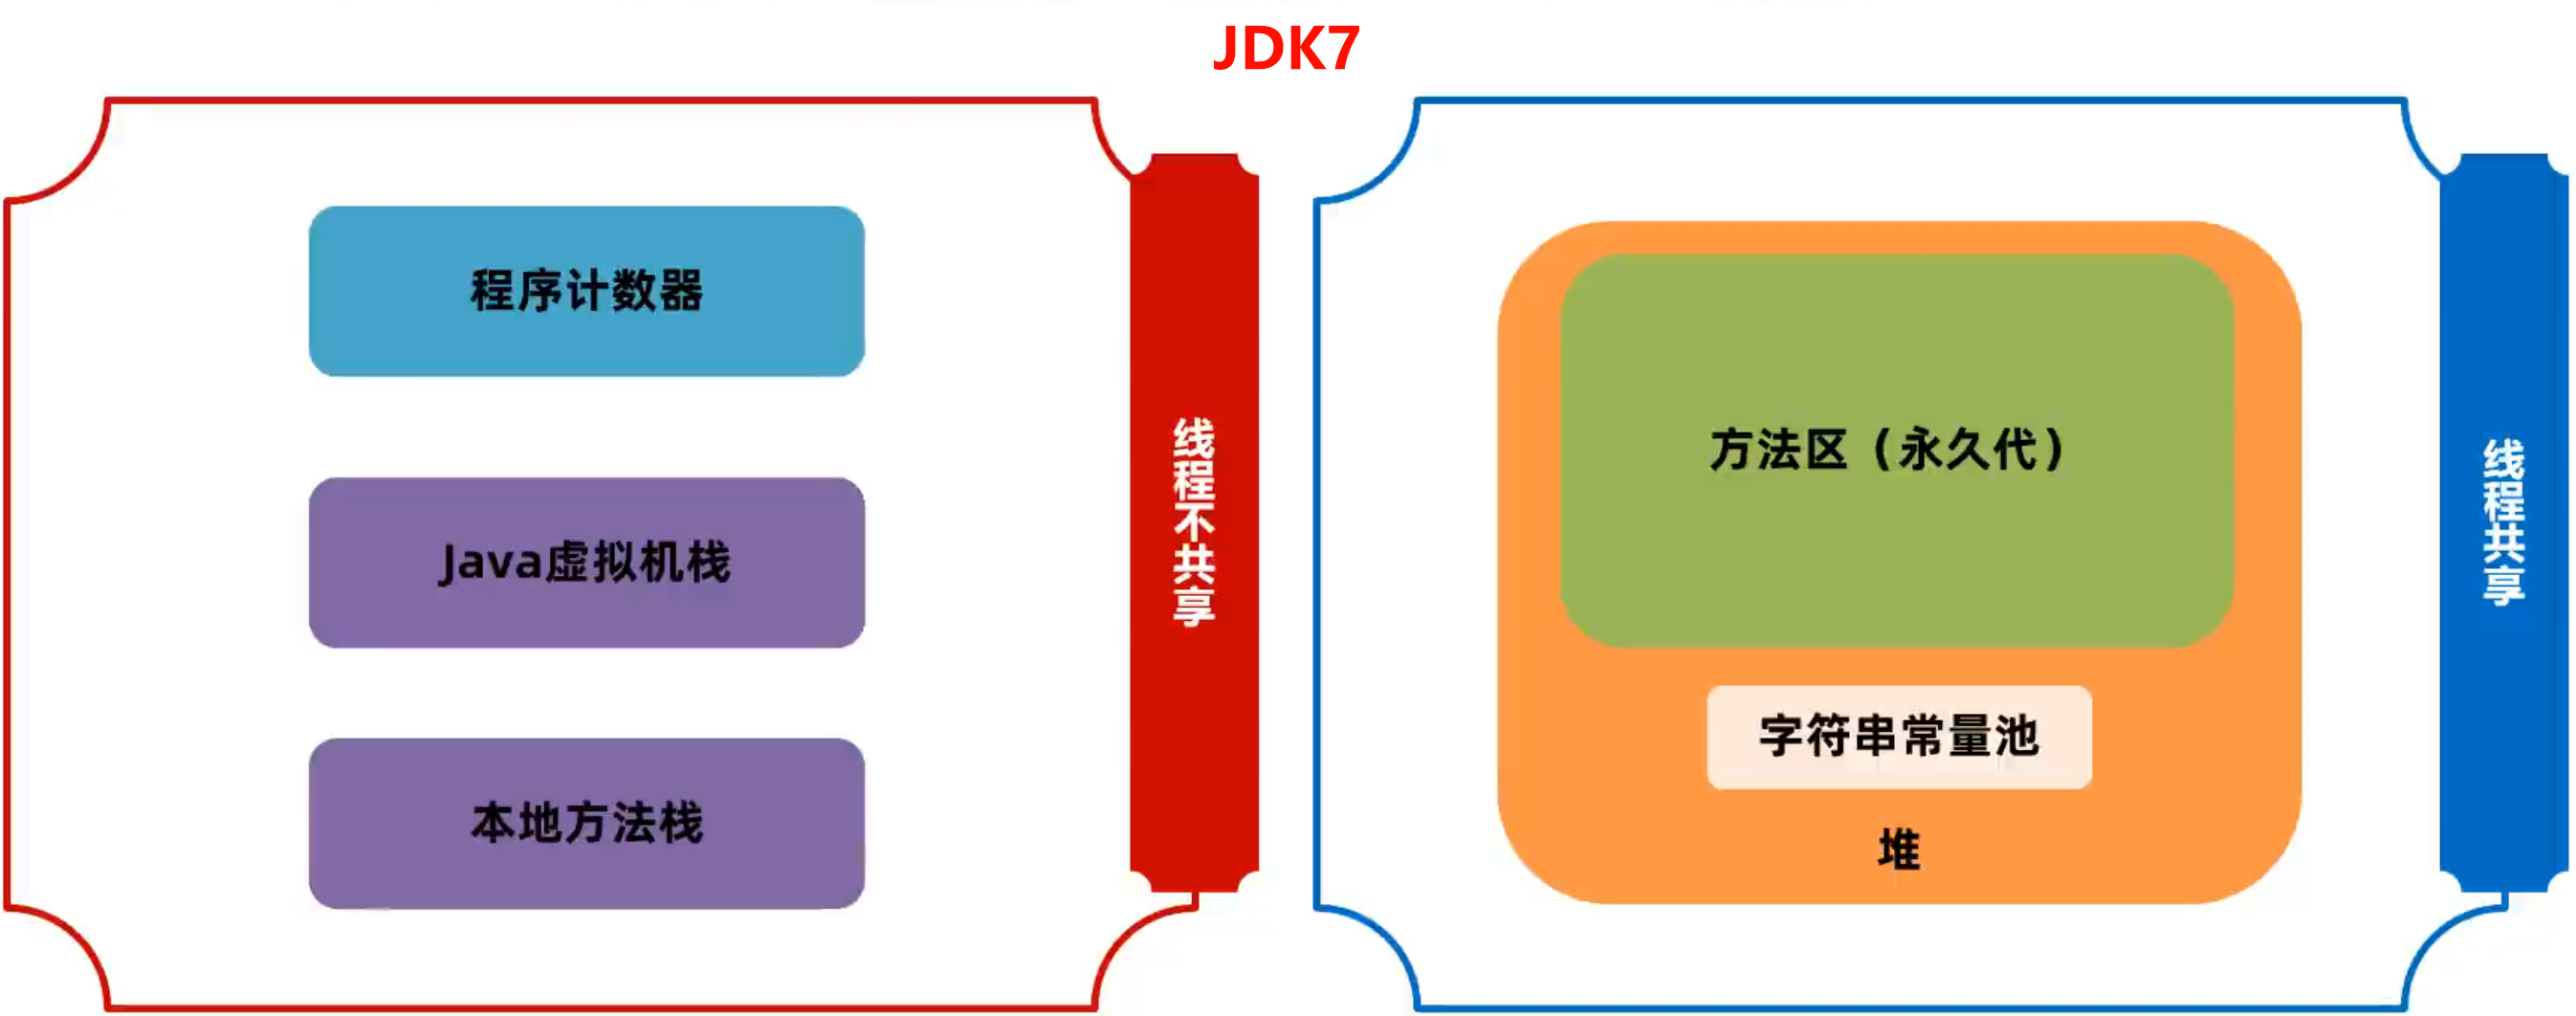 JDK7
程序计数器
Java虚拟机栈
本地方法栈
线程不共享
方法区（永久代）
字符串常量池
堆
线程共享